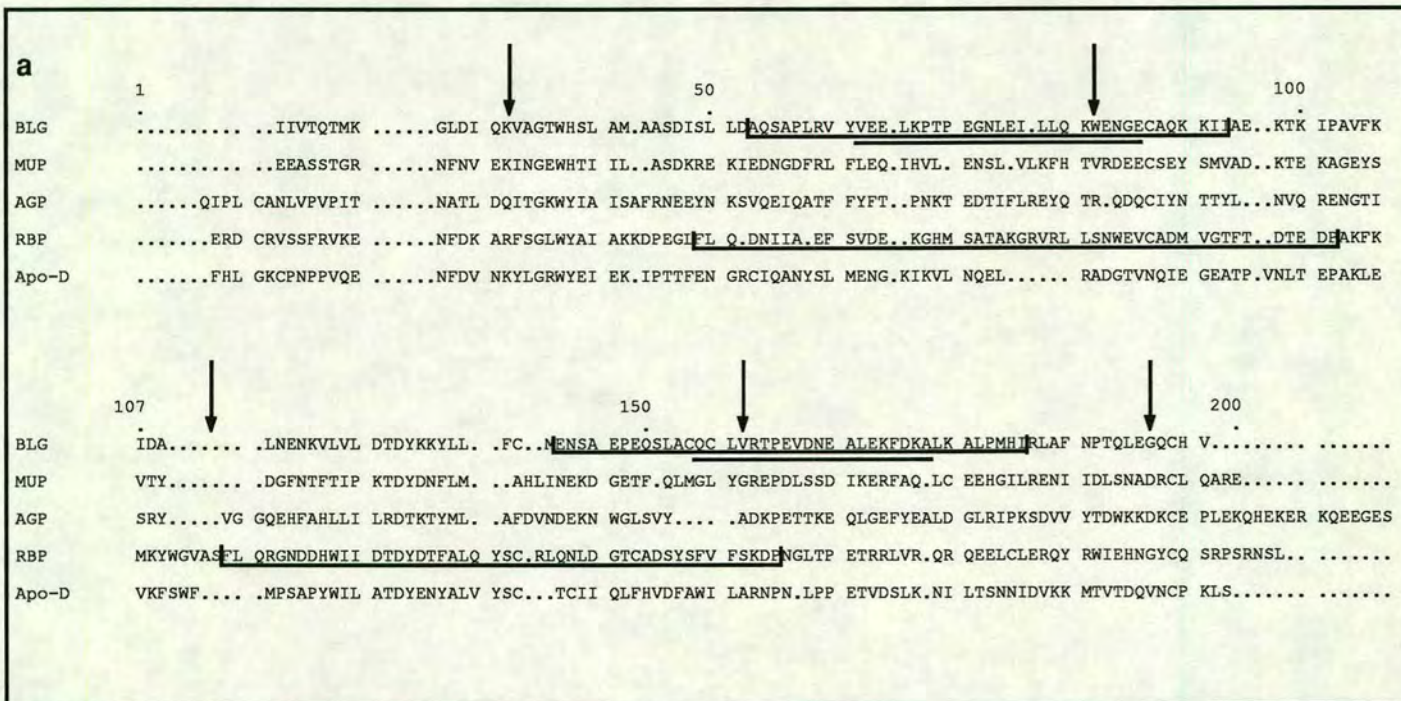 a
1 50 100
BLG ..........  ..IIVTQTMK .....GLDI QKVAGTWHSL AM.AASDISL LDAQSAPLRV YVEE.LKPTP EGNLEI.LLQ KWENGECAQK KIIAE..KTK IPAVFK
MUP .......... ..EEASSTGR .....NFNV EKINGEWHTI IL..ASDKRE KIEDNGDFRL FLEQ.IHVL. ENSL.VLKFH TVRDEECSEY SMVAD..KTE KAGEYS
AGP ......QIPL CANLVPVPIT ......NATL DQITGKWYIA ISAFRNEEYN KSVQEIQATF FYFT..PNKT EDTIFLREYQ TR.QDQCIYN TTYL...NVQ RENGTI
RBP .......ERD CRVSSFRVKE ......NFDK ARFSGLWYAI AKKDPEGLFL Q.DNIIA.EF SVDE..KGHM SATAKGRVRL LSNWEVCADM VGTFT..DTE DPAKFK
Apo-D .......FHL GKCPNPPVQE ......NFDV NKYLGRWYEI EK.IPTTFEN GRCIQANYSL MENG.KIKVL NQEL...... RADGTVNQIE GEATP.VNLT EPAKLE
107 150 200
BLG IDA....... ..LNENKVLVL DTDYKKYLL. .FC..MENSA EPEQSLACQC LVRTPEVDNE ALEKFDKALK ALPMHIRLAF NPTQLEGQCH V......... .......
MUP VTY....... .DGFNTFTIP KTDYDNFLM. ..AHLINEKD GETF.QLMGL YGREPDLSSD IKERFAQ.LC EEHGILRENI IDLSNADRCL QARE...... .......
AGP SRY.....VG GQEHFAHLLI LRDTKTYML. .AFDVNDEKN WGLSVY.... .ADKPETTKE QLGEFYEALD GLRIPKSDVV YTDWKKDKCE PLEKQHEKER KQEEGES
RBP MKYWGVASFL QRGNDDHWII DTDYDTFALQ YSC.RLQNLD GTCADSYSFV FSKDPNGLTP ETRRLVR.QR QEELCLERQY RWIEHNGYCQ SRPSRNSL.. .......
Apo-D VKFSWF.... .MPSAPYWIL ATDYENYALV YSC...TCII QLFHVDFAWI LARNPN.LPP ETVDSLK.NI LTSNNIDVKK MTVTDQVNCP KLS....... .......